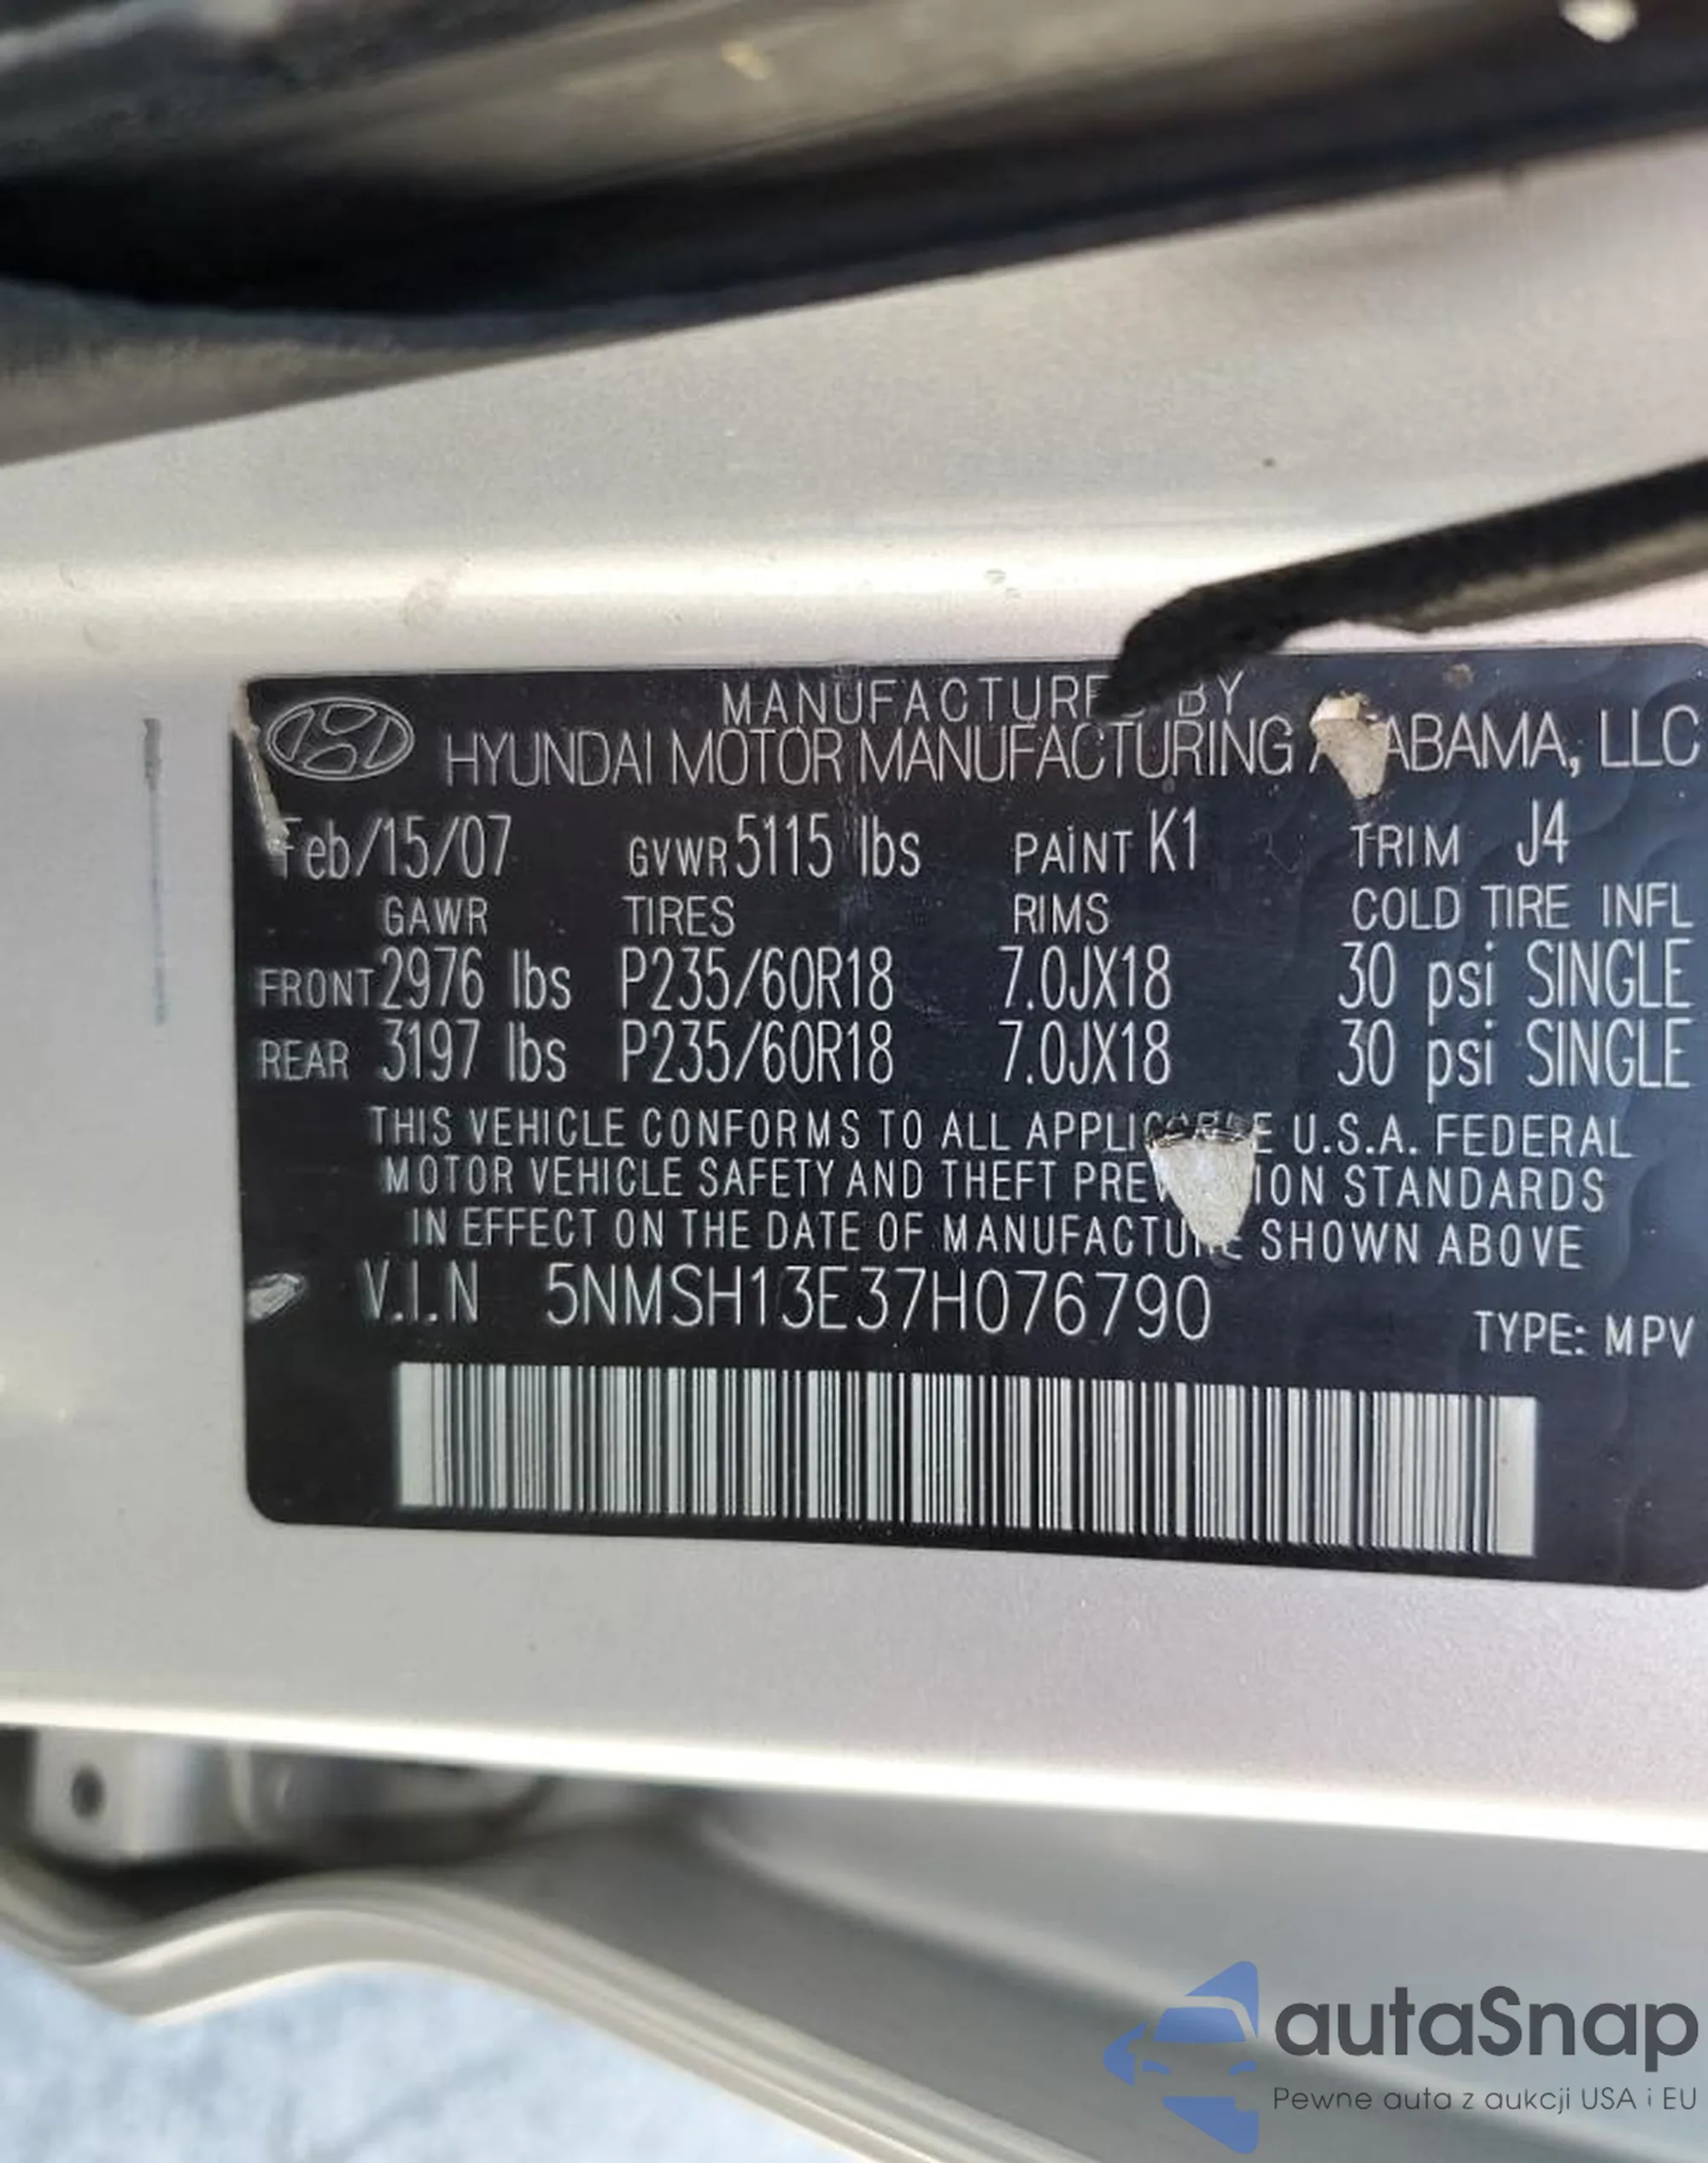 MANUFACTURED BY
HYUNDAI MOTOR MANUFACTURING ALABAMA, LLC
Feb/15/07 GVWR 5115 lbs PAINT K1 TRIM J4
GAWR TIRES RIMS COLD TIRE INFL
FRONT 2976 lbs P235/60R18 7.0JX18 30 psi SINGLE
REAR 3197 lbs P235/60R18 7.0JX18 30 psi SINGLE
THIS VEHICLE CONFORMS TO ALL APPLICABLE U.S.A. FEDERAL
MOTOR VEHICLE SAFETY AND THEFT PREVENTION STANDARDS
IN EFFECT ON THE DATE OF MANUFACTURE SHOWN ABOVE
V.I.N 5NMSH13E37H076790
TYPE: MPV
autaSnap
Pewne auta z aukcji USA i EU